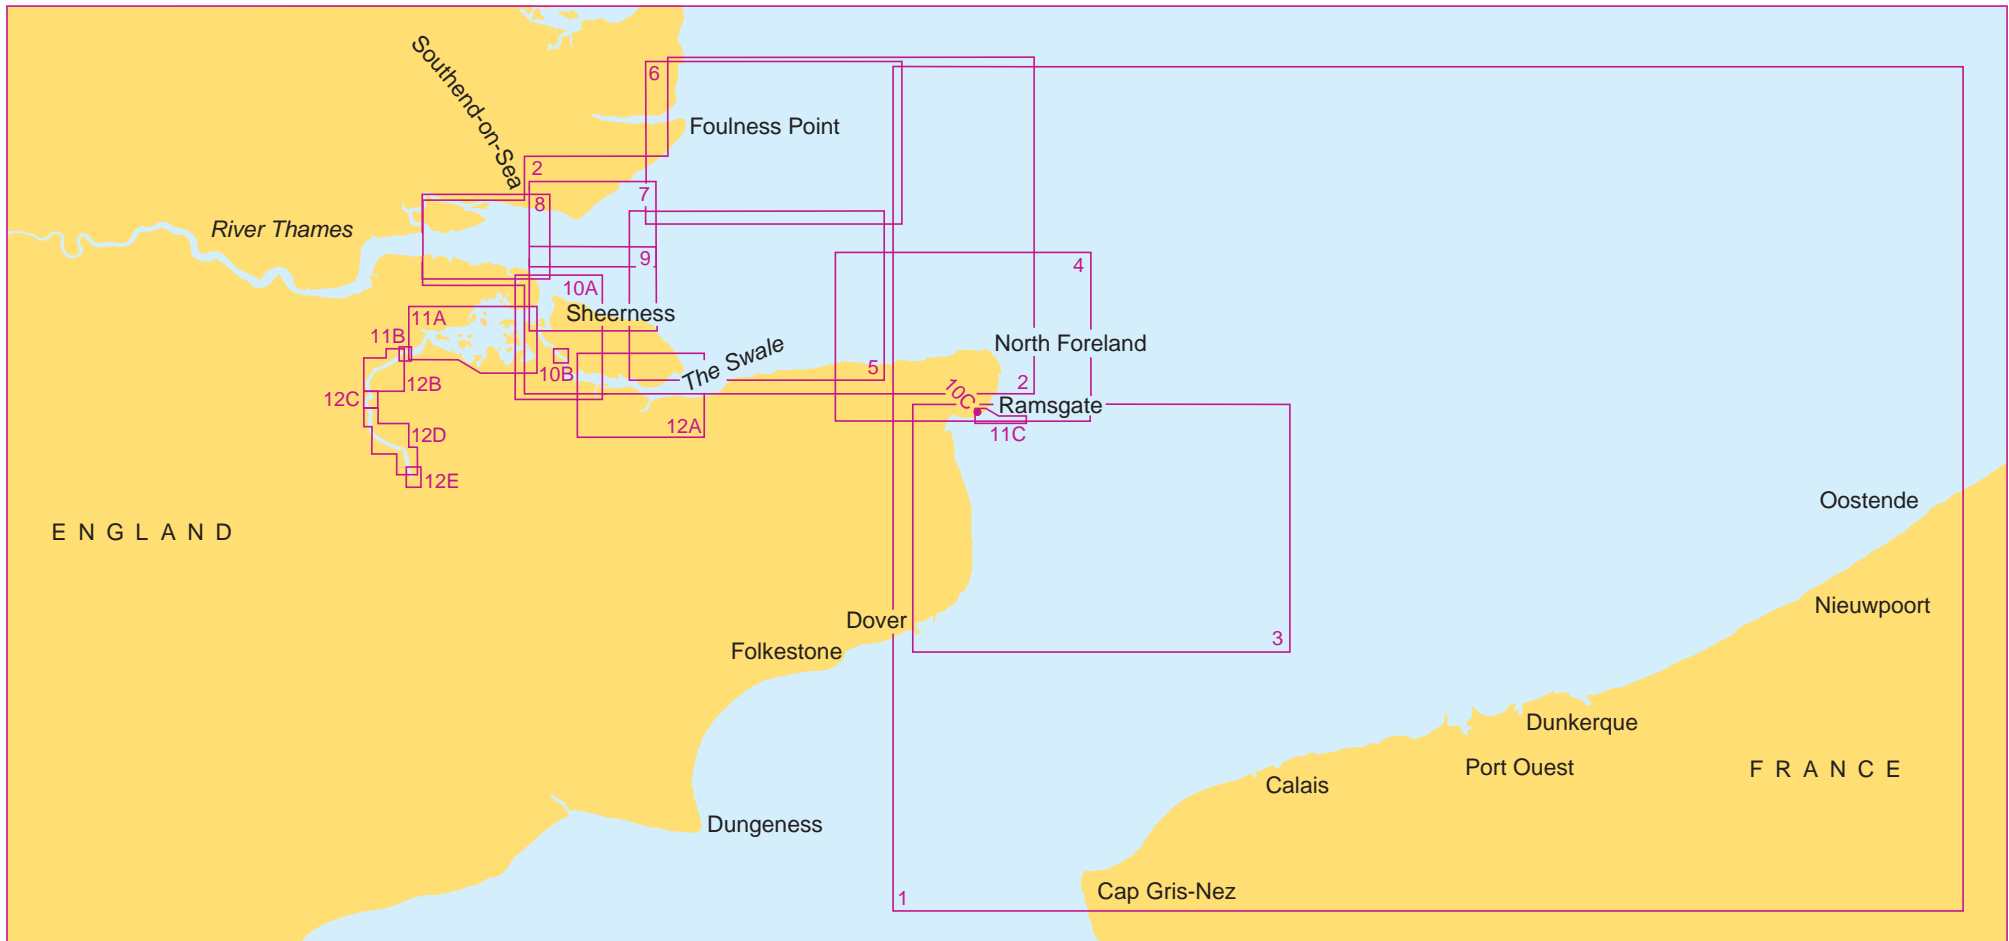 Southend-on-Sea
6
Foulness Point
2
7
8
River Thames
9
4
10A
Sheerness
11A
11B
North Foreland
The Swale
5
10B
12B
2
10C
12C
Ramsgate
12A
11C
12D
12E
Oostende
ENGLAND
Nieuwpoort
Dover
3
Folkestone
Dunkerque
Port Ouest
FRANCE
Calais
Dungeness
Cap Gris-Nez
1